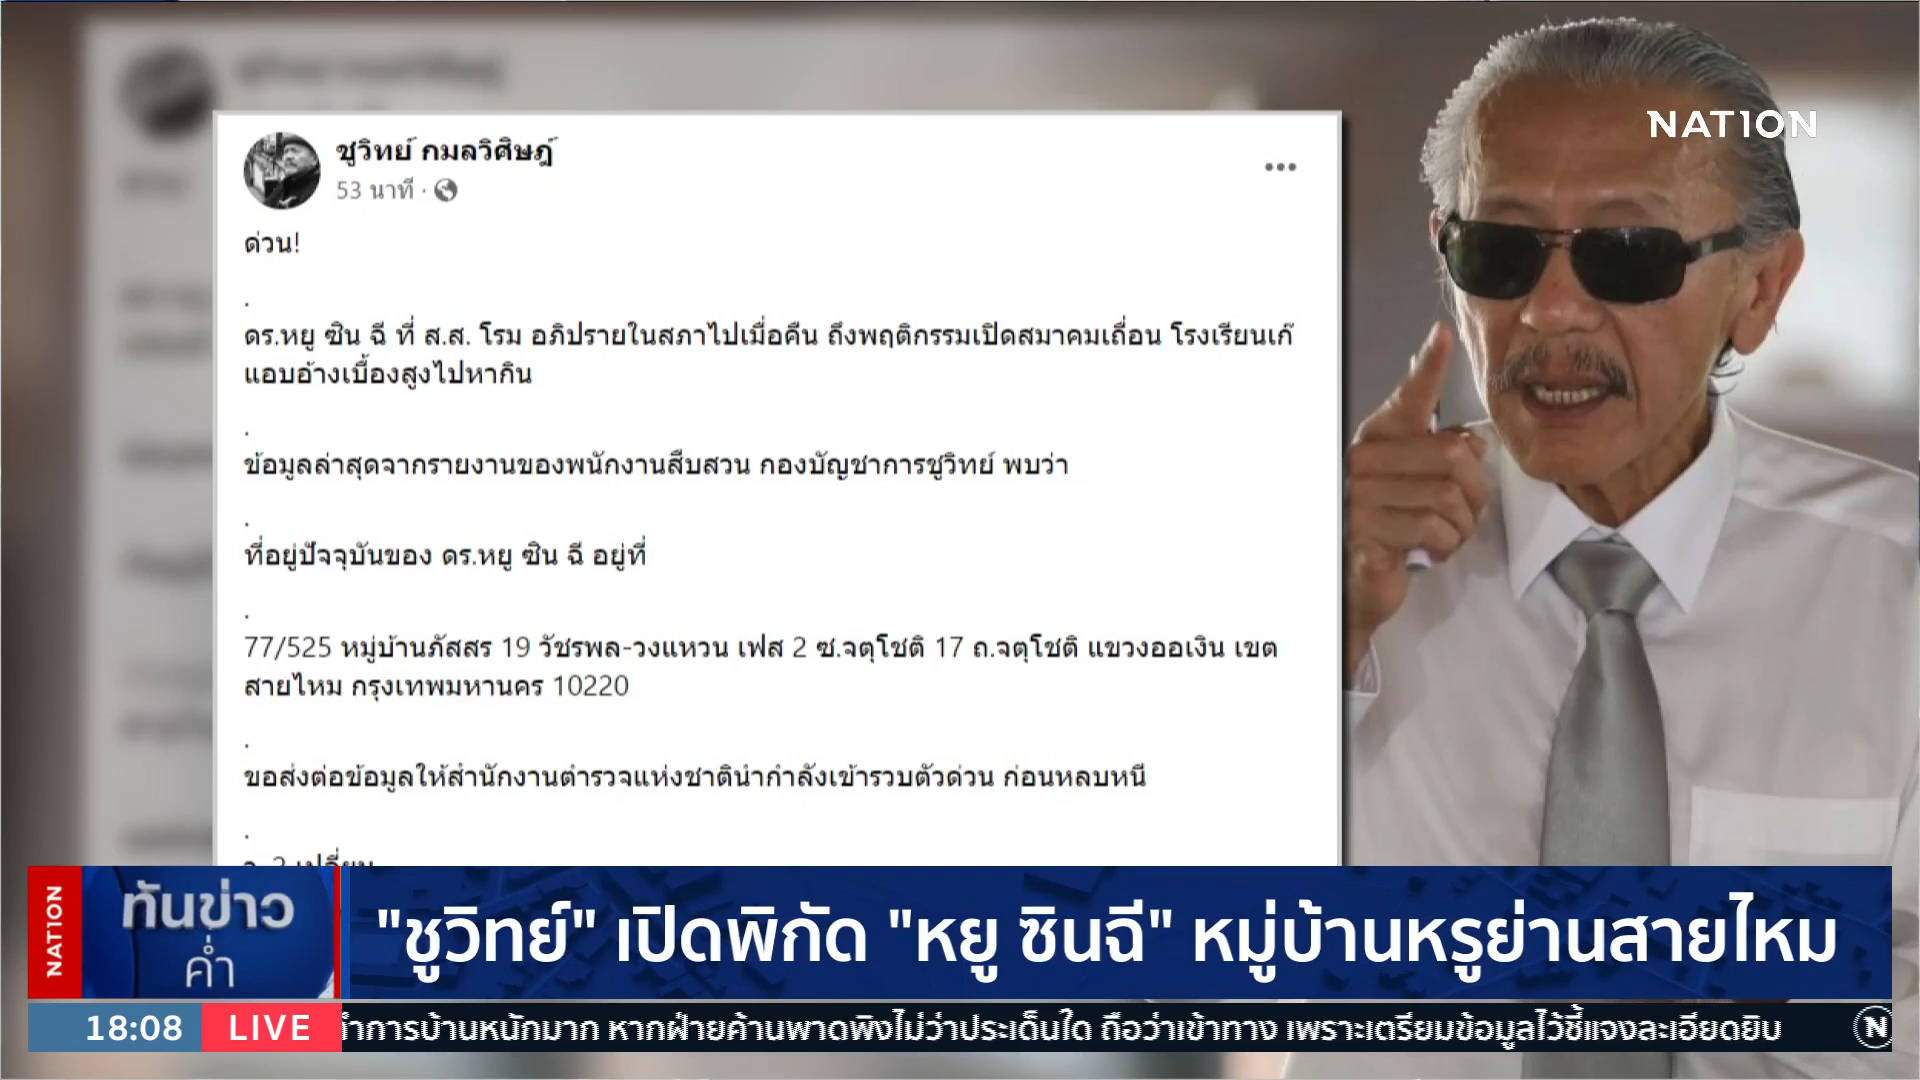 NATION
ชูวิทย์ กมลวิศิษฎ์
53 นาที ·
ด่วน!
.
ดร.หยู ซิน ฉี ที่ ส.ส. โรม อภิปรายในสภาไปเมื่อคืน ถึงพฤติกรรมเปิดสมาคมเถื่อน โรงเรียนเก๊
แอบอ้างเบื้องสูงไปหากิน
.
ข้อมูลล่าสุดจากรายงานของพนักงานสืบสวน กองบัญชาการชูวิทย์ พบว่า
.
ที่อยู่ปัจจุบันของ ดร.หยู ซิน ฉี อยู่ที่
.
77/525 หมู่บ้านภัสสร 19 วัชรพล-วงแหวน เฟส 2 ซ.จตุโชติ 17 ถ.จตุโชติ แขวงออเงิน เขต
สายไหม กรุงเทพมหานคร 10220
.
ขอส่งต่อข้อมูลให้สำนักงานตำรวจแห่งชาตินำกำลังเข้ารวบตัวด่วน ก่อนหลบหนี
.
NATION
ทันข่าว
ค่ำ
"ชูวิทย์" เปิดพิกัด "หยู ซินฉี" หมู่บ้านหรูย่านสายไหม
18:08 LIVE ทำการบ้านหนักมาก หากฝ่ายค้านพาดพิงไม่ว่าประเด็นใด ถือว่าเข้าทาง เพราะเตรียมข้อมูลไว้ชี้แจงละเอียดยิบ N